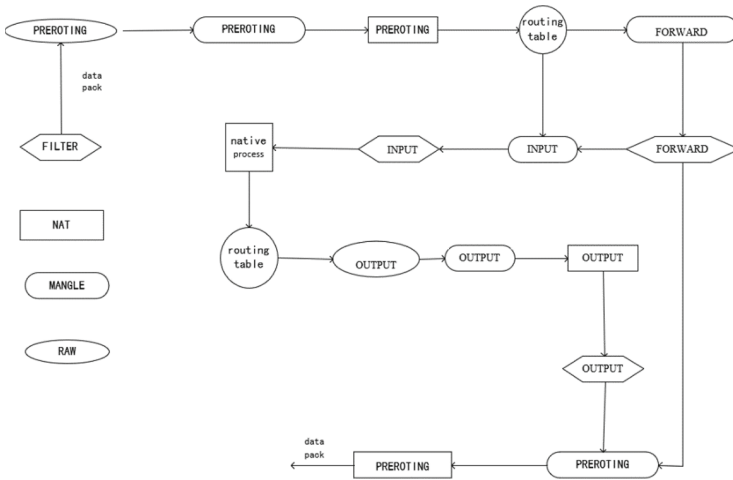 PREROTING
PREROTING
PREROTING
routing
table
FORWARD
data
pack
FILTER
native
process
INPUT
INPUT
FORWARD
NAT
routing
table
OUTPUT
OUTPUT
OUTPUT
MANGLE
RAW
OUTPUT
data
pack
PREROTING
PREROTING